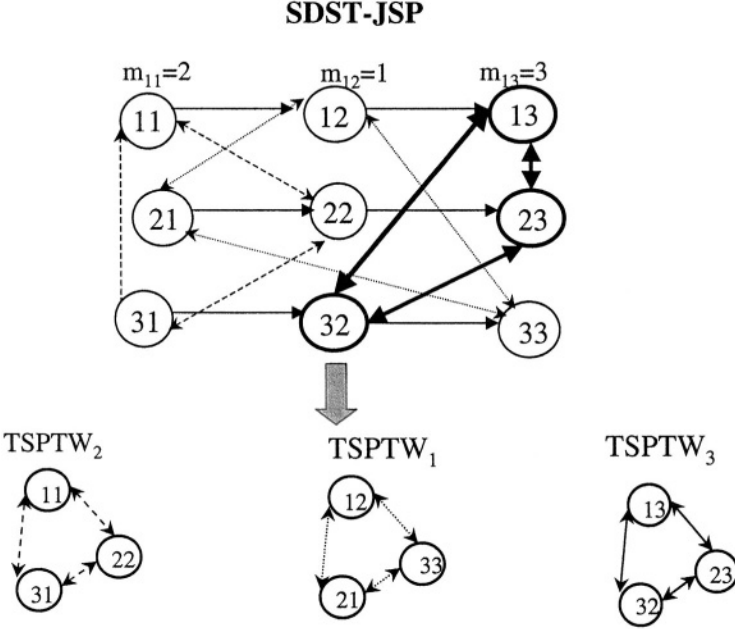 SDST-JSP
m₁₁=2 m₁₂=1 m₁₃=3
11 12 13
21 22 23
31 32 33
TSPTW₂ TSPTW₁ TSPTW₃
11 12 13
22 33 23
31 21 32